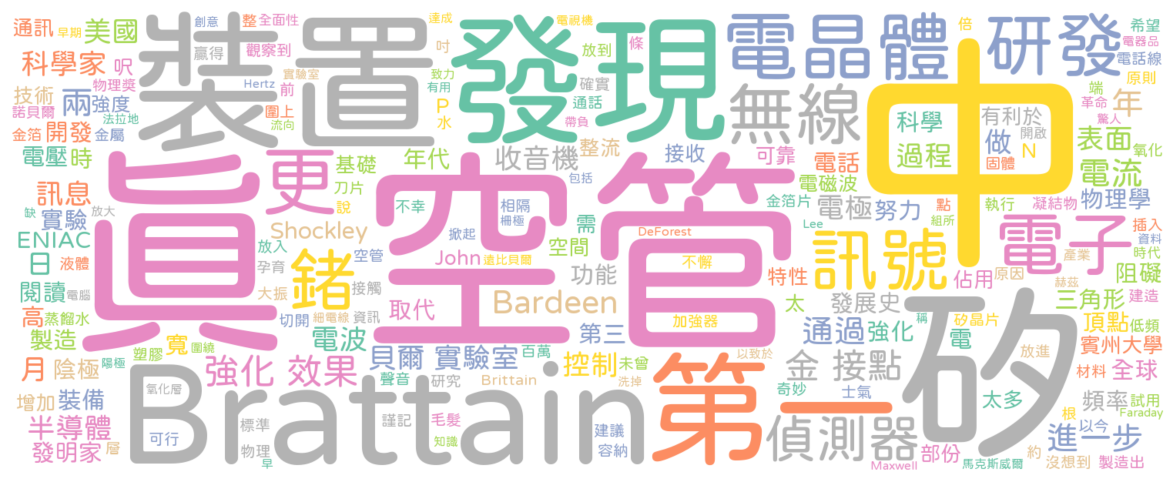 通訊
早期
美國
創意
整
全面性
達成
電視機
倍
希望
電器品
科學家
呎
贏得
觀察到
裝置
發現
吋
放到
條
電晶體
研發
電話線
原則
技術
物理獎
兩
強度
Hertz
實驗室
前
致力
有用
確實
無線
端
革命
年
諾貝爾
法拉地
圍上
P
水
通話
科學
有利於
驚人
金箔
開發
金屬
流向
帶負
做
開啟
N
表面
電壓
時
真空管
更
基礎
年代
收音機
整流
接收
可靠
電話
過程
固體
氧化
中
電流
訊息
刀片
包括
電磁波
缺
實驗
放大
說
不幸
相隔
柵極
需
金箔片
電極
努力
點
執行
凝結物
物理學
ENIAC
Shockley
掀起
DeForest
Lee
組所
插入
資料
日
液體
放入
空管
John
遠比貝爾
空間
不懈
訊號
佔用
電子
產業
時代
閱讀
電腦
孕育
鍺
接觸
功能
特性
原因
赫茲
阻礙
高
蒸餾水
大振
細電線
資訊
取代
Bardeen
加強器
太
發展史
三角形
建造
製造
切開
電波
第三
通過
強化
稱
矽晶片
頂點
低頻
塑膠
寬
圍繞
貝爾
實驗室
百萬
控制
未曾
以致於
電
矽
放進
賓州大學
月
陰極
陽極
強化
效果
聲音
研究
Brittain
洗掉
第一
金
接點
材料
全球
增加
裝備
氧化層
Brattain
奇妙
士氣
太多
頻率
試用
半導體
標準
謹記
毛髮
知識
建議
偵測器
根
以今
Faraday
發明家
層
可行
物理
早
容納
Maxwell
部份
馬克斯威爾
約
沒想到
進一步
製造出